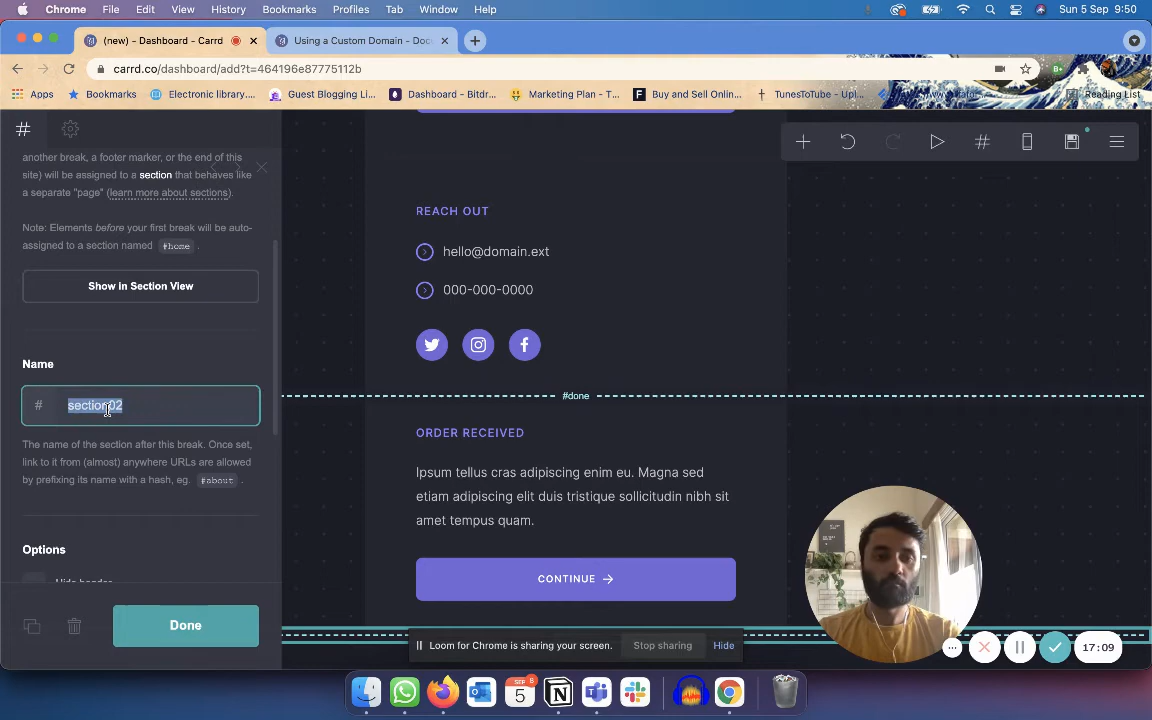 Chrome File Edit View History Bookmarks Profiles Tab Window Help Sun 5 Sep 9:50
(new) - Dashboard - Carrd
Using a Custom Domain - Doc
carrd.co/dashboard/add?t=464196e87775112b
Apps Bookmarks Electronic library.... Guest Blogging Li... Dashboard - Bitdr... Marketing Plan - T... Buy and Sell Onlin... TunesToTube - Upl... Reading List
another break, a footer marker, or the end of this
site) will be assigned to a section that behaves like
a separate "page" (learn more about sections).
Note: Elements before your first break will be auto-
assigned to a section named #home .
Show in Section View
Name
# section02
The name of the section after this break. Once set,
link to it from (almost) anywhere URLs are allowed
by prefixing its name with a hash, eg. #about .
Options
Hide header
Done
REACH OUT
hello@domain.ext
000-000-0000
#done
ORDER RECEIVED
Ipsum tellus cras adipiscing enim eu. Magna sed
etiam adipiscing elit duis tristique sollicitudin nibh sit
amet tempus quam.
CONTINUE
Loom for Chrome is sharing your screen. Stop sharing Hide
17:09